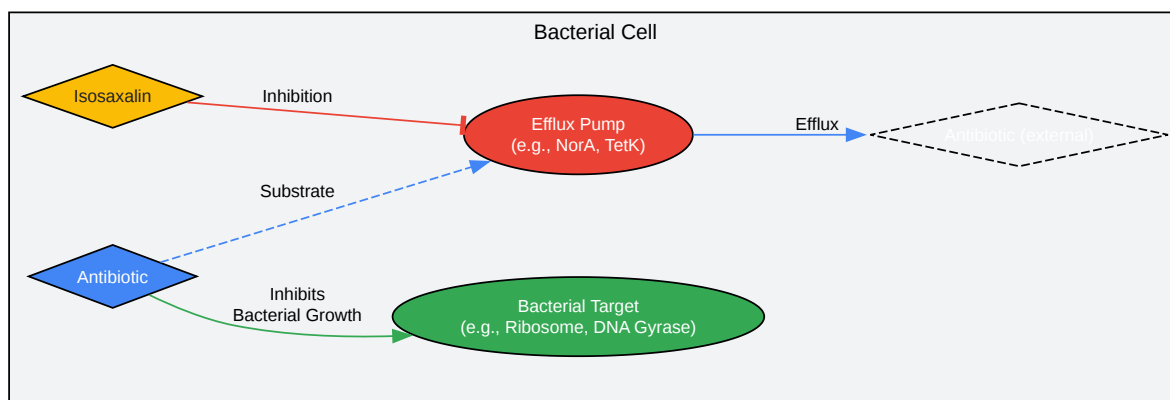 Bacterial Cell
Isosaxalin
Inhibition
Efflux Pump
(e.g., NorA, TetK)
Efflux
Antibiotic (external)
Substrate
Antibiotic
Inhibits
Bacterial Growth
Bacterial Target
(e.g., Ribosome, DNA Gyrase)